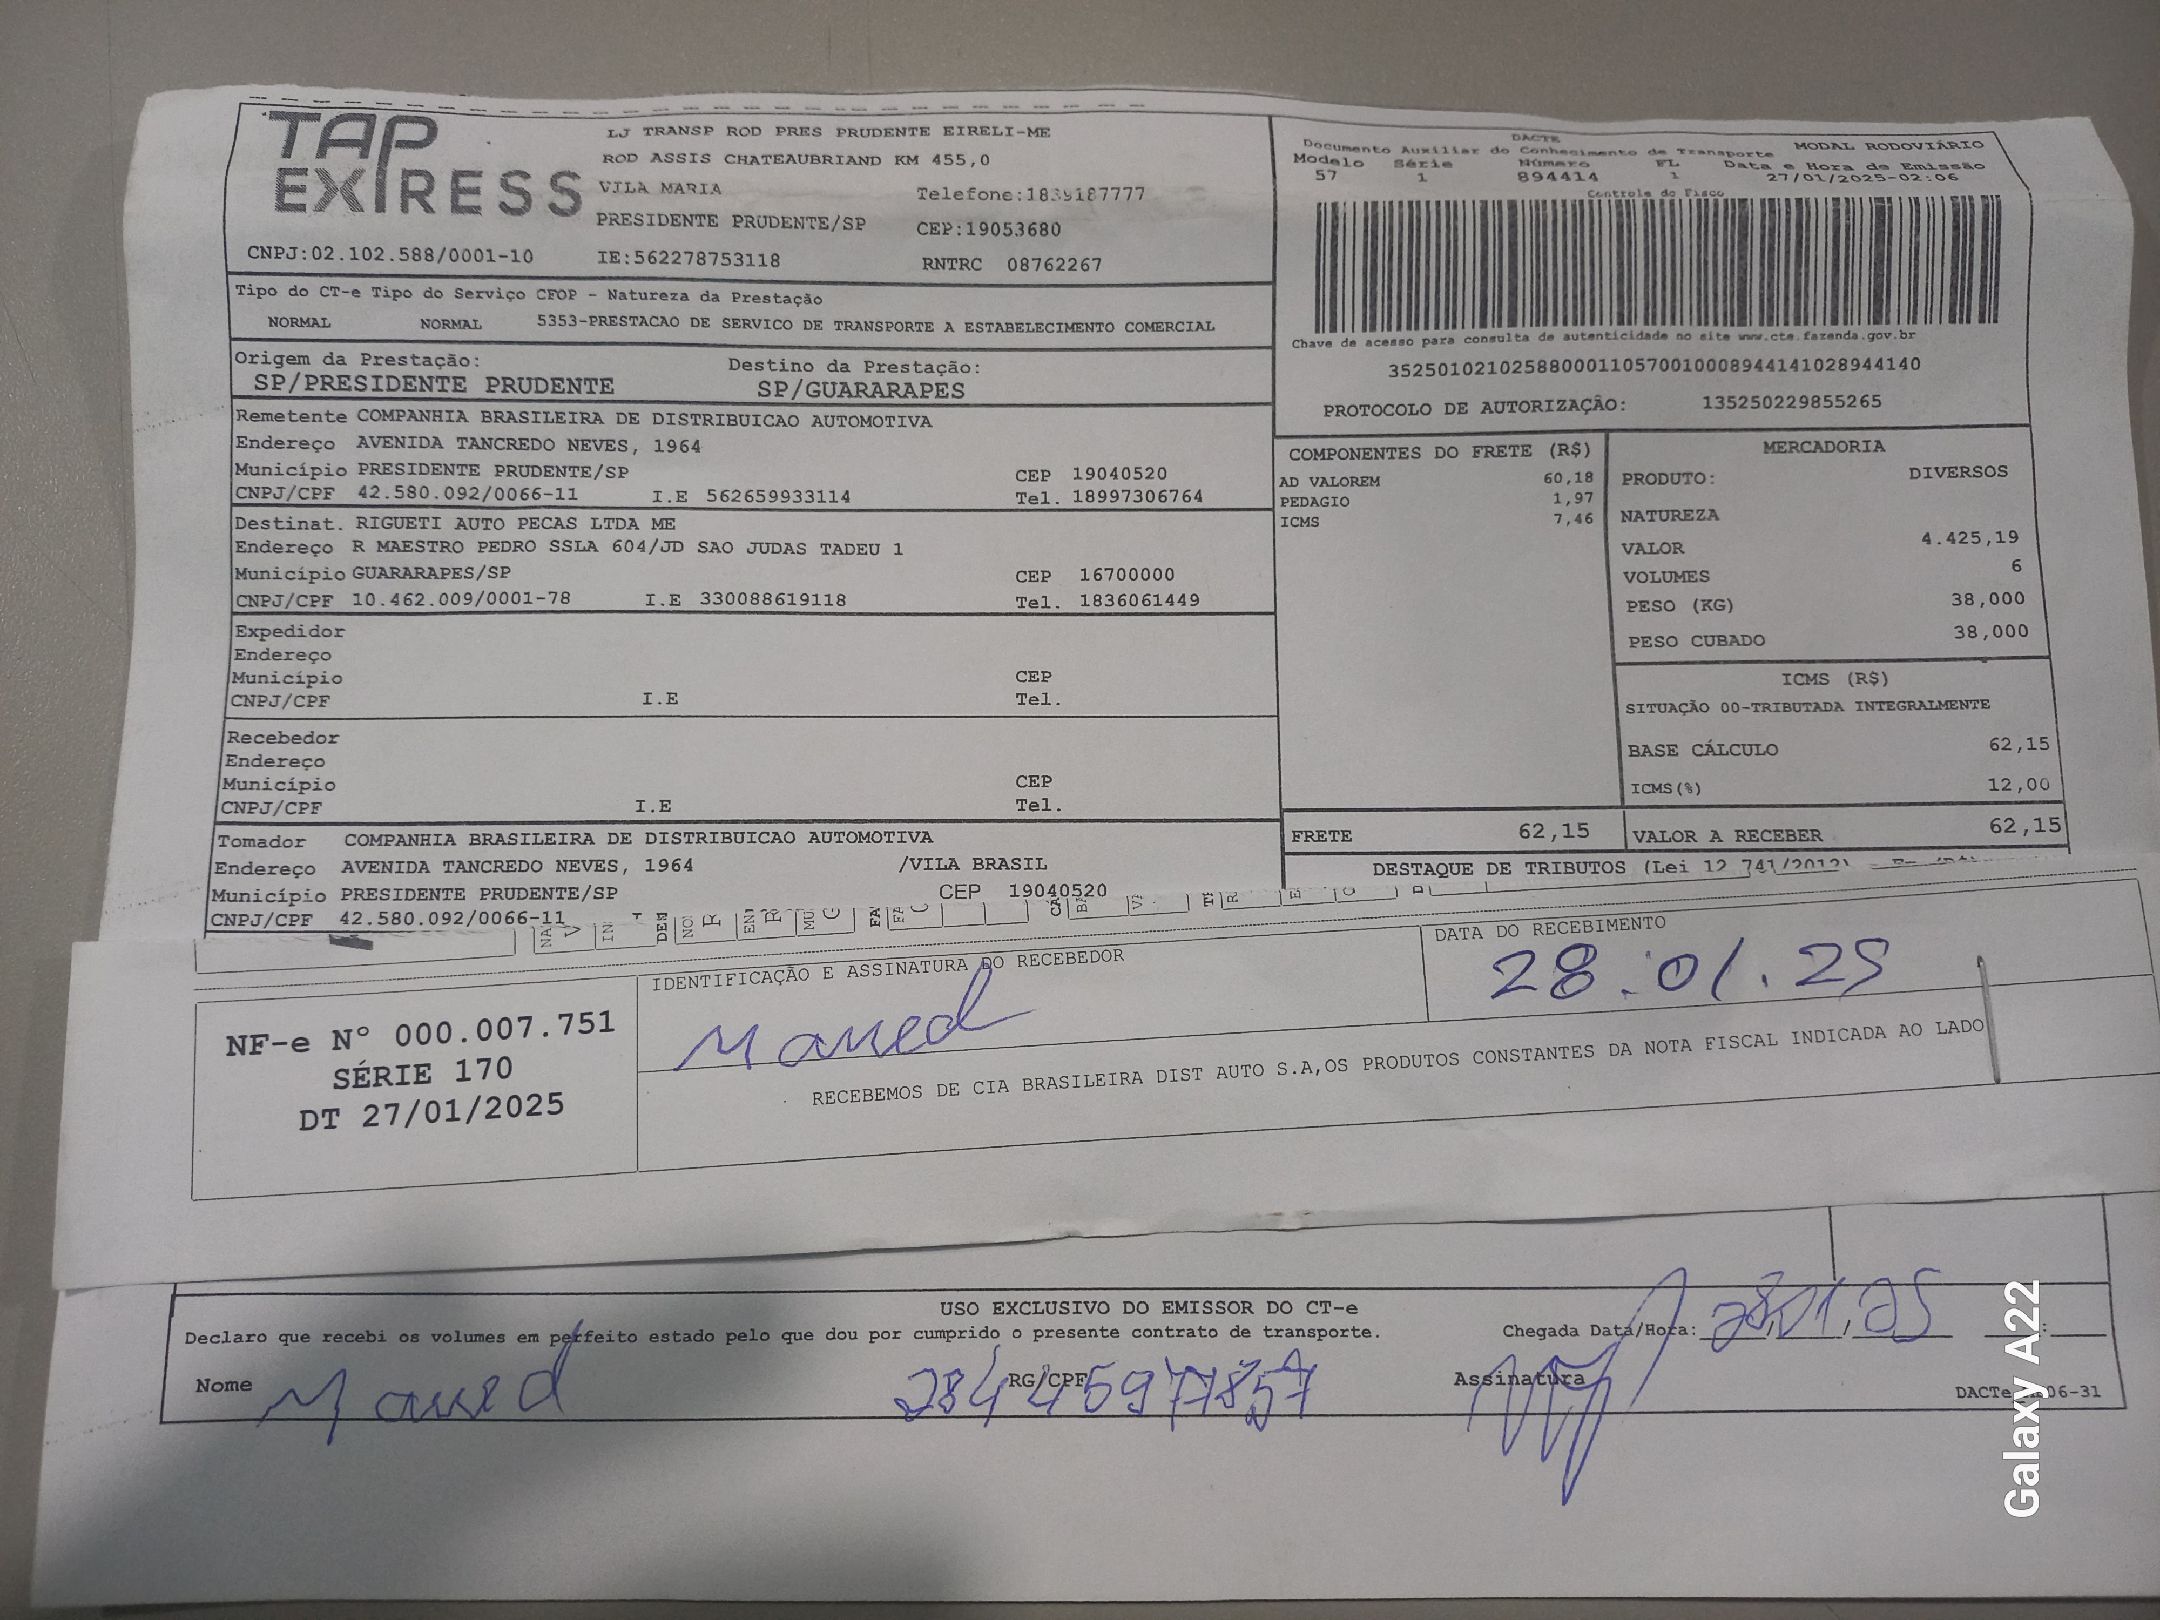 TAP EXPRESS
LJ TRANSP ROD PRES PRUDENTE EIRELI-ME
ROD ASSIS CHATEAUBRIAND KM 455,0
VILA MARIA Telefone:1839187777
PRESIDENTE PRUDENTE/SP CEP:19053680
CNPJ:02.102.588/0001-10 IE:562278753118 RNTRC 08762267
DACTE
Documento Auxiliar do Conhecimento de Transporte MODAL RODOVIÁRIO
Modelo Série Número FL Data e Hora de Emissão
57 1 894414 1 27/01/2025-02:06
Controle do Fisco
Chave de acesso para consulta de autenticidade no site www.cte.fazenda.gov.br
35250102102588000110570010008944141028944140
PROTOCOLO DE AUTORIZAÇÃO: 135250229855265
Tipo do CT-e Tipo do Serviço CFOP - Natureza da Prestação
NORMAL NORMAL 5353-PRESTACAO DE SERVICO DE TRANSPORTE A ESTABELECIMENTO COMERCIAL
Origem da Prestação: Destino da Prestação:
SP/PRESIDENTE PRUDENTE SP/GUARARAPES
Remetente COMPANHIA BRASILEIRA DE DISTRIBUICAO AUTOMOTIVA
Endereço AVENIDA TANCREDO NEVES, 1964
Município PRESIDENTE PRUDENTE/SP CEP 19040520
CNPJ/CPF 42.580.092/0066-11 I.E 562659933114 Tel. 18997306764
Destinat. RIGUETI AUTO PECAS LTDA ME
Endereço R MAESTRO PEDRO SSLA 604/JD SAO JUDAS TADEU 1
Município GUARARAPES/SP CEP 16700000
CNPJ/CPF 10.462.009/0001-78 I.E 330088619118 Tel. 1836061449
Expedidor
Endereço
Município CEP
CNPJ/CPF I.E Tel.
Recebedor
Endereço
Município CEP
CNPJ/CPF I.E Tel.
Tomador COMPANHIA BRASILEIRA DE DISTRIBUICAO AUTOMOTIVA
Endereço AVENIDA TANCREDO NEVES, 1964 /VILA BRASIL
Município PRESIDENTE PRUDENTE/SP CEP 19040520
CNPJ/CPF 42.580.092/0066-11
COMPONENTES DO FRETE (R$)
AD VALOREM 60,18
PEDAGIO 1,97
ICMS 7,46
MERCADORIA
PRODUTO: DIVERSOS
NATUREZA
VALOR 4.425,19
VOLUMES 6
PESO (KG) 38,000
PESO CUBADO 38,000
ICMS (R$)
SITUAÇÃO 00-TRIBUTADA INTEGRALMENTE
BASE CÁLCULO 62,15
ICMS(%) 12,00
FRETE 62,15 VALOR A RECEBER 62,15
DESTAQUE DE TRIBUTOS (Lei 12.741/2012)
NF-e Nº 000.007.751
SÉRIE 170
DT 27/01/2025
IDENTIFICAÇÃO E ASSINATURA DO RECEBEDOR
DATA DO RECEBIMENTO
28.01.25
RECEBEMOS DE CIA BRASILEIRA DIST AUTO S.A,OS PRODUTOS CONSTANTES DA NOTA FISCAL INDICADA AO LADO
USO EXCLUSIVO DO EMISSOR DO CT-e
Declaro que recebi os volumes em perfeito estado pelo que dou por cumprido o presente contrato de transporte. Chegada Data/Hora: 28,01,25
Nome RG/CPF 28445977857 Assinatura
Galaxy A22